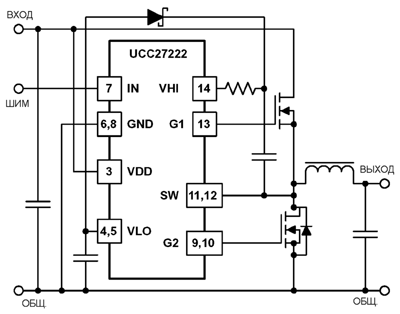 ВХОД
UCC27222
7 IN VHI 14
ШИМ
6,8 GND G1 13
3 VDD
ВЫХОД
SW 11,12
4,5 VLO G2 9,10
ОБЩ. ОБЩ.